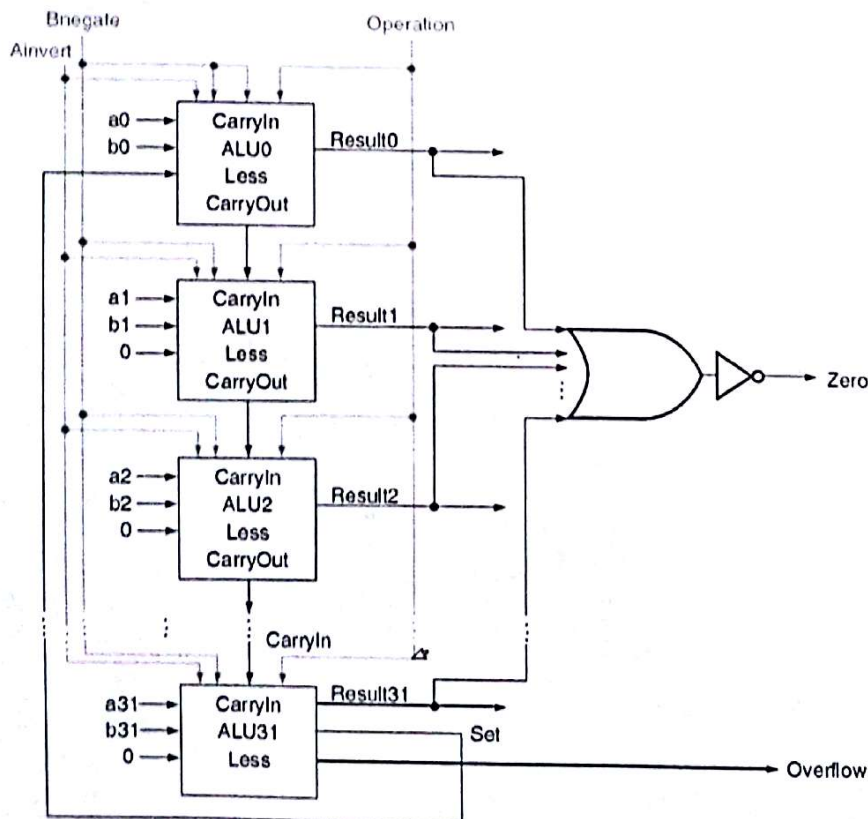 Bnegate
Operation
Ainvert
a0
b0
CarryIn
ALU0
Less
CarryOut
Result0
a1
b1
0
CarryIn
ALU1
Less
CarryOut
Result1
Zero
a2
b2
0
CarryIn
ALU2
Less
CarryOut
Result2
CarryIn
a31
b31
0
CarryIn
ALU31
Less
Result31
Set
Overflow